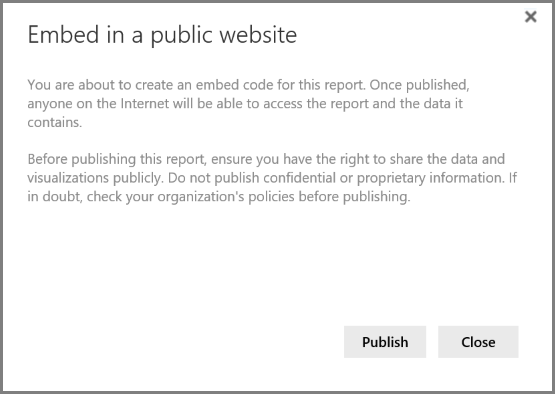 Embed in a public website
You are about to create an embed code for this report. Once published,
anyone on the Internet will be able to access the report and the data it
contains.
Before publishing this report, ensure you have the right to share the data and
visualizations publicly. Do not publish confidential or proprietary information. If
in doubt, check your organization's policies before publishing.
Publish Close